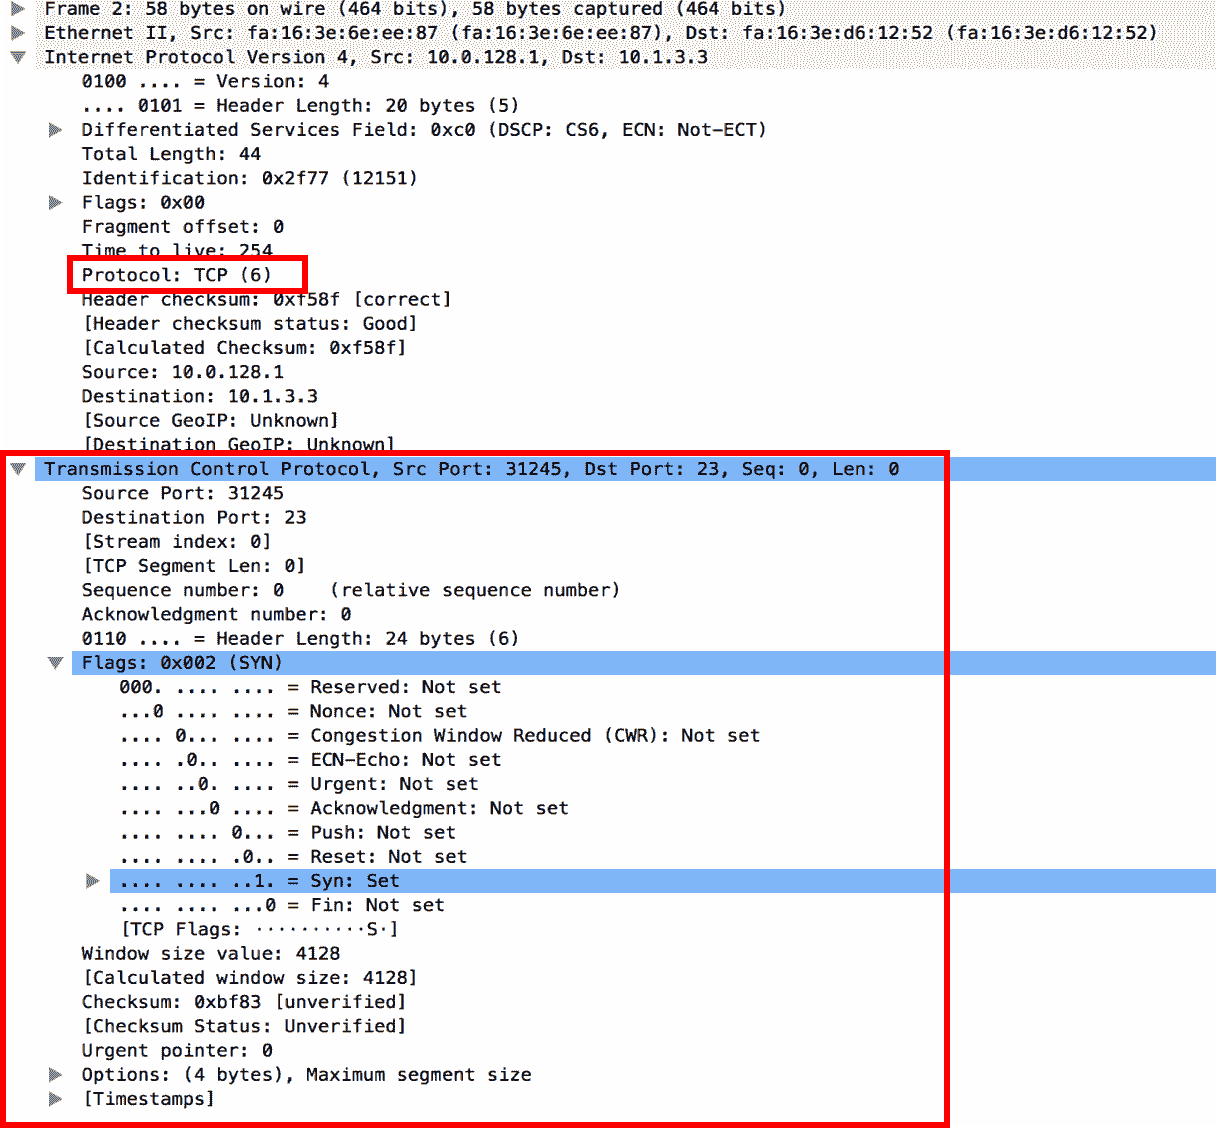 Frame 2: 58 bytes on wire (464 bits), 58 bytes captured (464 bits)
Ethernet II, Src: fa:16:3e:6e:ee:87 (fa:16:3e:6e:ee:87), Dst: fa:16:3e:d6:12:52 (fa:16:3e:d6:12:52)
Internet Protocol Version 4, Src: 10.0.128.1, Dst: 10.1.3.3
0100 .... = Version: 4
.... 0101 = Header Length: 20 bytes (5)
Differentiated Services Field: 0xc0 (DSCP: CS6, ECN: Not-ECT)
Total Length: 44
Identification: 0x2f77 (12151)
Flags: 0x00
Fragment offset: 0
Time to live: 254
Protocol: TCP (6)
Header checksum: 0xf58f [correct]
[Header checksum status: Good]
[Calculated Checksum: 0xf58f]
Source: 10.0.128.1
Destination: 10.1.3.3
[Source GeoIP: Unknown]
[Destination GeoIP: Unknown]
Transmission Control Protocol, Src Port: 31245, Dst Port: 23, Seq: 0, Len: 0
Source Port: 31245
Destination Port: 23
[Stream index: 0]
[TCP Segment Len: 0]
Sequence number: 0    (relative sequence number)
Acknowledgment number: 0
0110 .... = Header Length: 24 bytes (6)
Flags: 0x002 (SYN)
000. .... .... = Reserved: Not set
...0 .... .... = Nonce: Not set
.... 0... .... = Congestion Window Reduced (CWR): Not set
.... .0.. .... = ECN-Echo: Not set
.... ..0. .... = Urgent: Not set
.... ...0 .... = Acknowledgment: Not set
.... .... 0... = Push: Not set
.... .... .0.. = Reset: Not set
.... .... ..1. = Syn: Set
.... .... ...0 = Fin: Not set
[TCP Flags: ··········S·]
Window size value: 4128
[Calculated window size: 4128]
Checksum: 0xbf83 [unverified]
[Checksum Status: Unverified]
Urgent pointer: 0
Options: (4 bytes), Maximum segment size
[Timestamps]